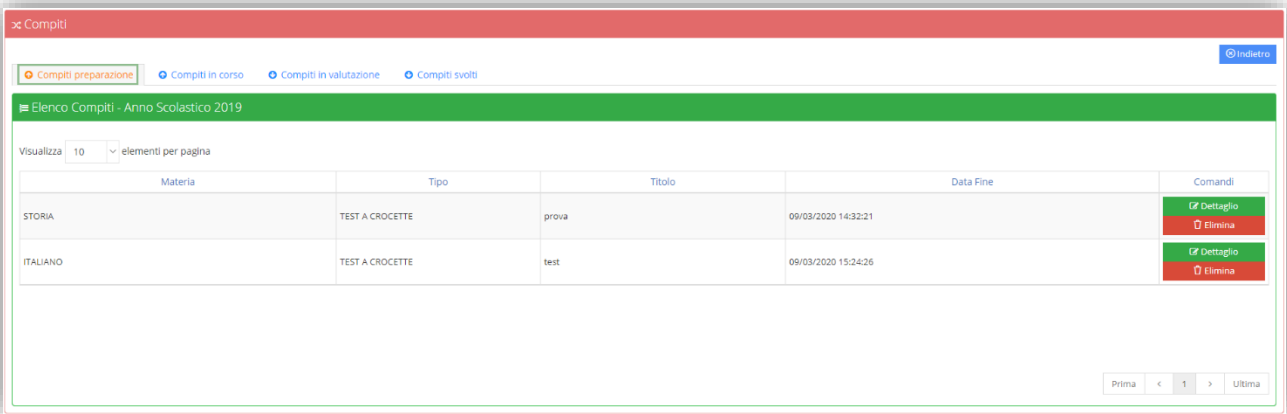 Compiti
Indietro
Compiti preparazione Compiti in corso Compiti in valutazione Compiti svolti
Elenco Compiti - Anno Scolastico 2019
Visualizza 10 elementi per pagina
Materia Tipo Titolo Data Fine Comandi
STORIA TEST A CROCETTE prova 09/03/2020 14:32:21 Dettaglio
Elimina
ITALIANO TEST A CROCETTE test 09/03/2020 15:24:26 Dettaglio
Elimina
Prima < 1 > Ultima